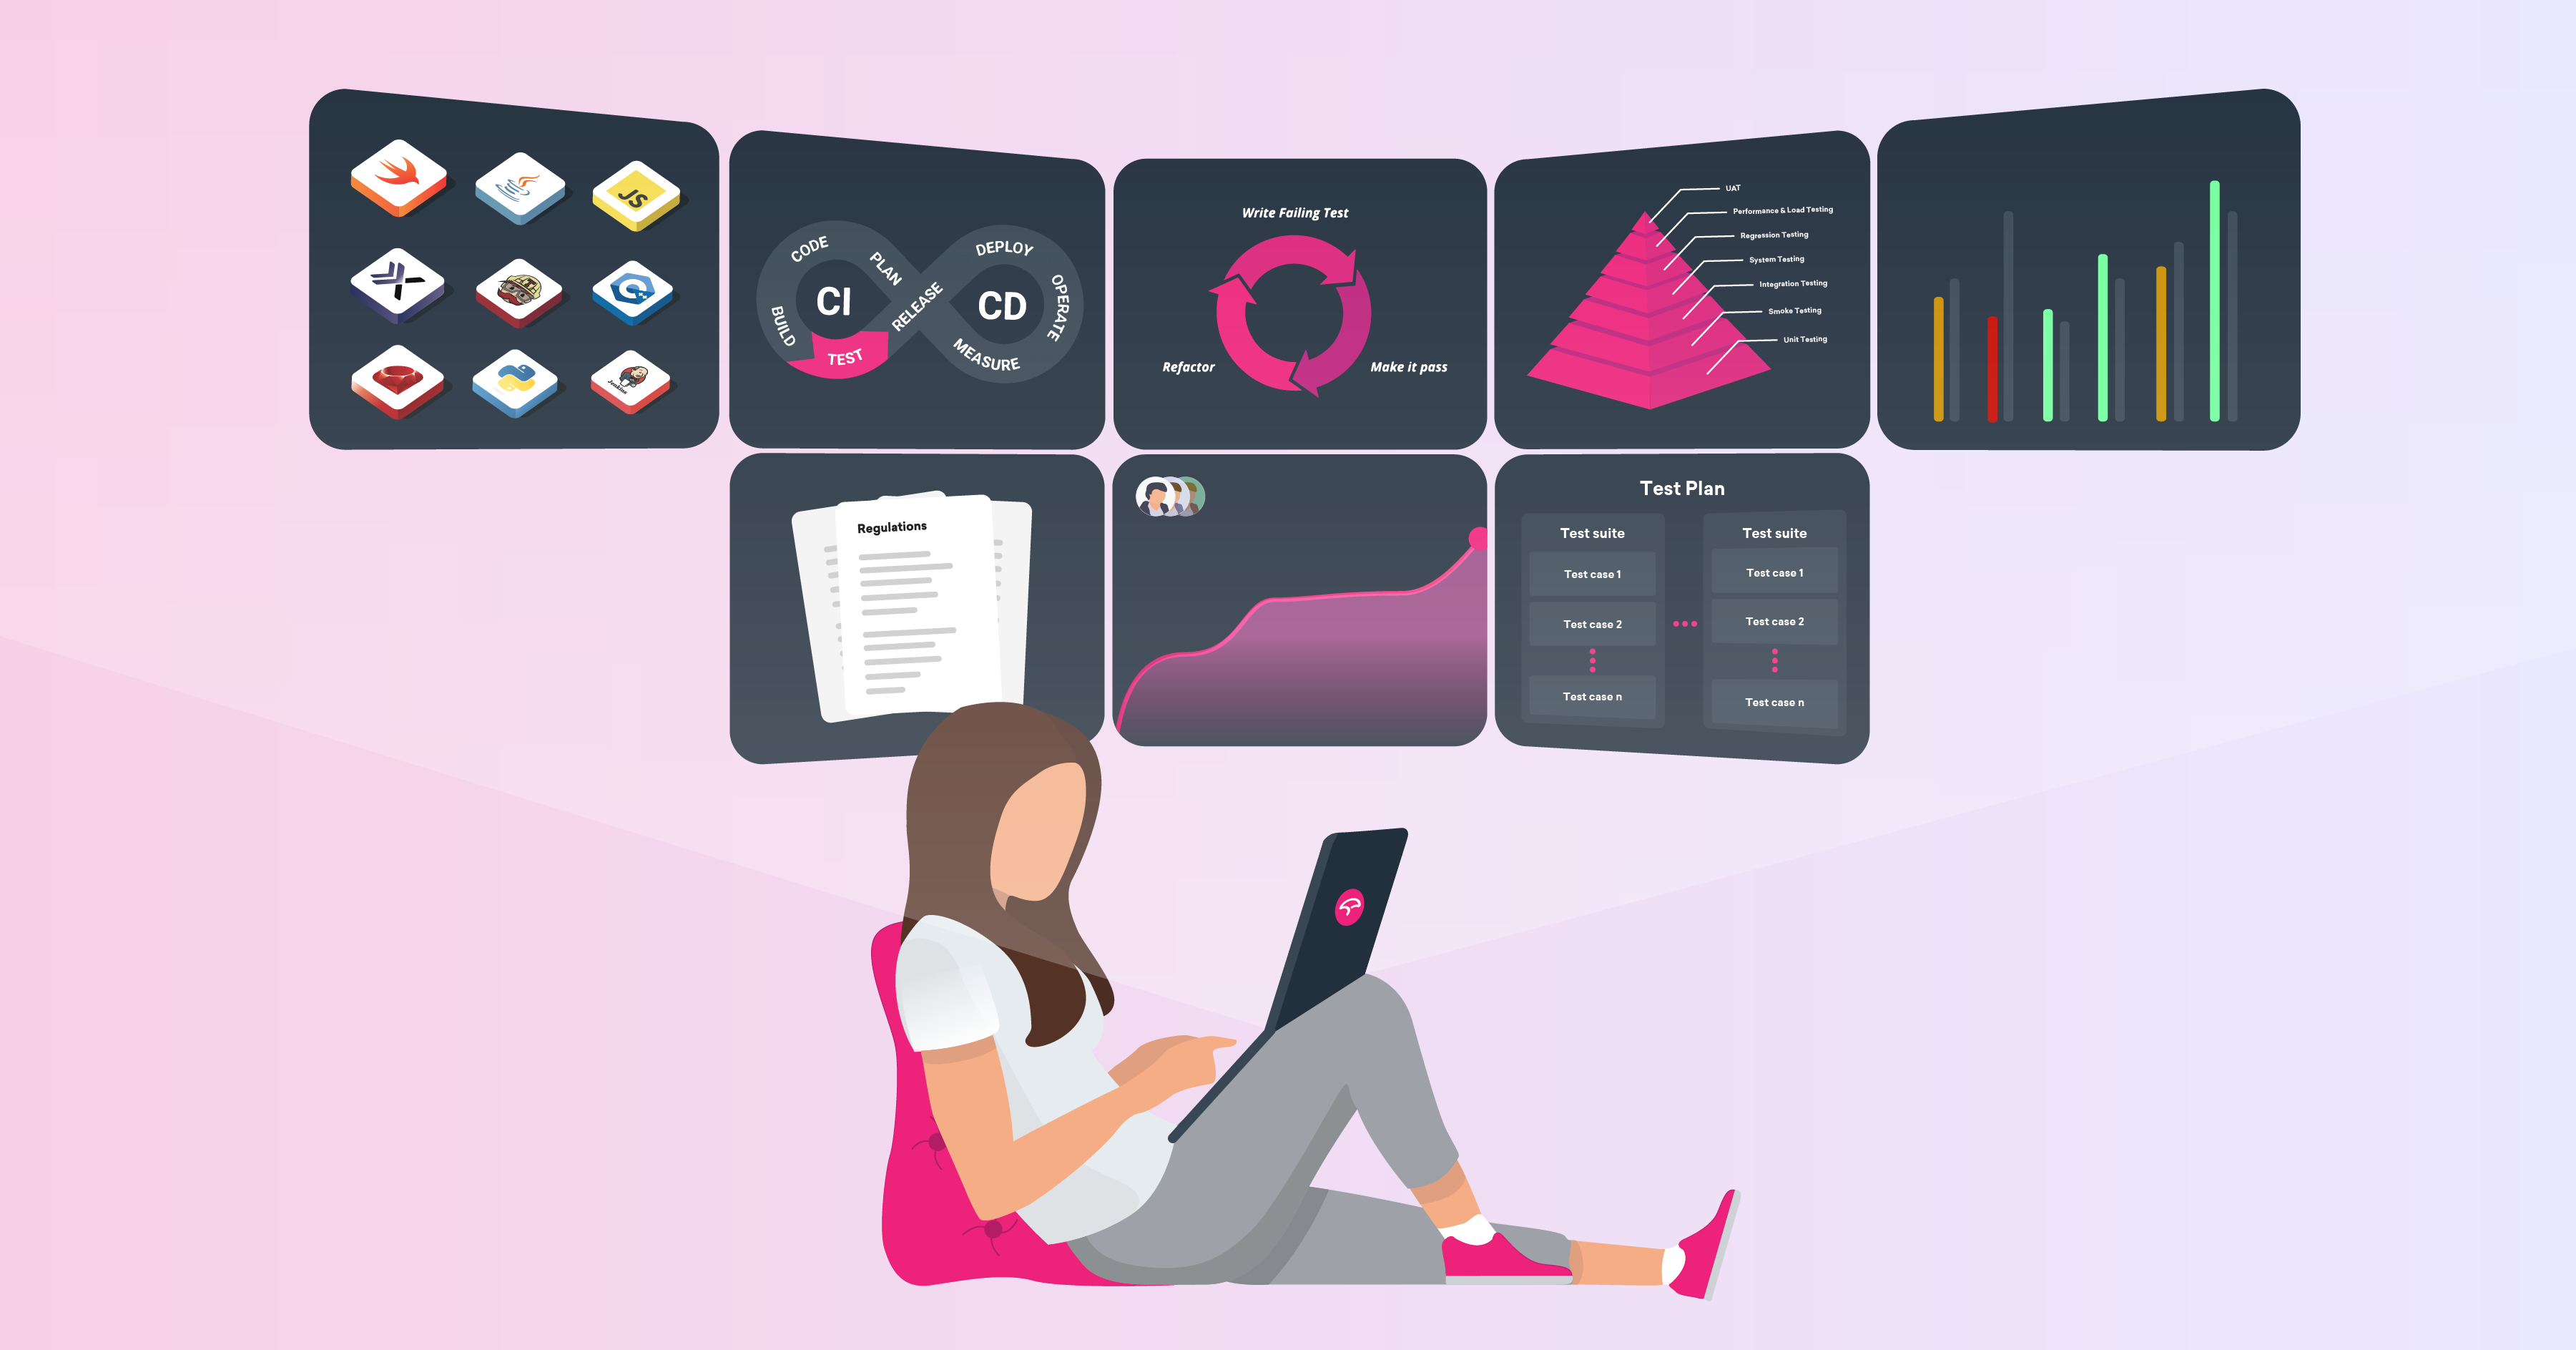 JS
T
C
Jenkins
CODE
PLAN
BUILD
CI
TEST
RELEASE
DEPLOY
OPERATE
CD
MEASURE
Write Failing Test
Refactor
Make it pass
UAT
Performance & Load Testing
Regression Testing
System Testing
Integration Testing
Smoke Testing
Unit Testing
Regulations
Test Plan
Test suite
Test case 1
Test case 2
Test case n
Test suite
Test case 1
Test case 2
Test case n